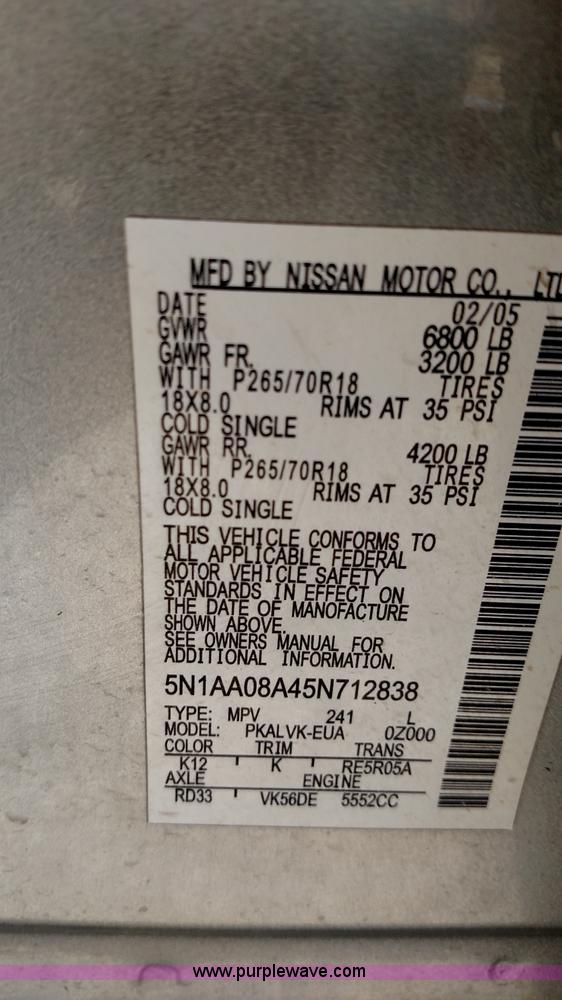 MFD BY NISSAN MOTOR CO.,
DATE 02/05
GVWR 6800 LB
GAWR FR. 3200 LB
WITH P265/70R18 TIRES
18X8.0 RIMS AT 35 PSI
COLD SINGLE
GAWR RR. 4200 LB
WITH P265/70R18 TIRES
18X8.0 RIMS AT 35 PSI
COLD SINGLE
THIS VEHICLE CONFORMS TO
ALL APPLICABLE FEDERAL
MOTOR VEHICLE SAFETY
STANDARDS IN EFFECT ON
THE DATE OF MANOFACTURE
SHOWN ABOVE.
SEE OWNERS MANUAL FOR
ADDITIONAL INFORMATION.
5N1AA08A45N712838
TYPE: MPV 241 L
MODEL: PKALVK-EUA 0Z000
COLOR TRIM TRANS
K12 K RE5R05A
AXLE ENGINE
RD33 VK56DE 5552CC
www.purplewave.com